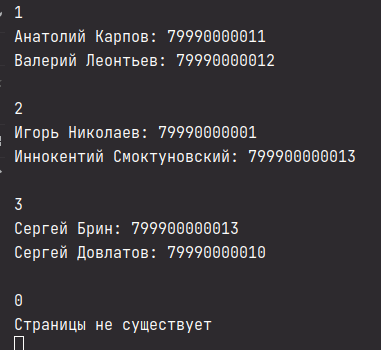 1
Анатолий Карпов: 79990000011
Валерий Леонтьев: 79990000012
2
Игорь Николаев: 79990000001
Иннокентий Смоктуновский: 799900000013
3
Сергей Брин: 799900000013
Сергей Довлатов: 79990000010
0
Страницы не существует